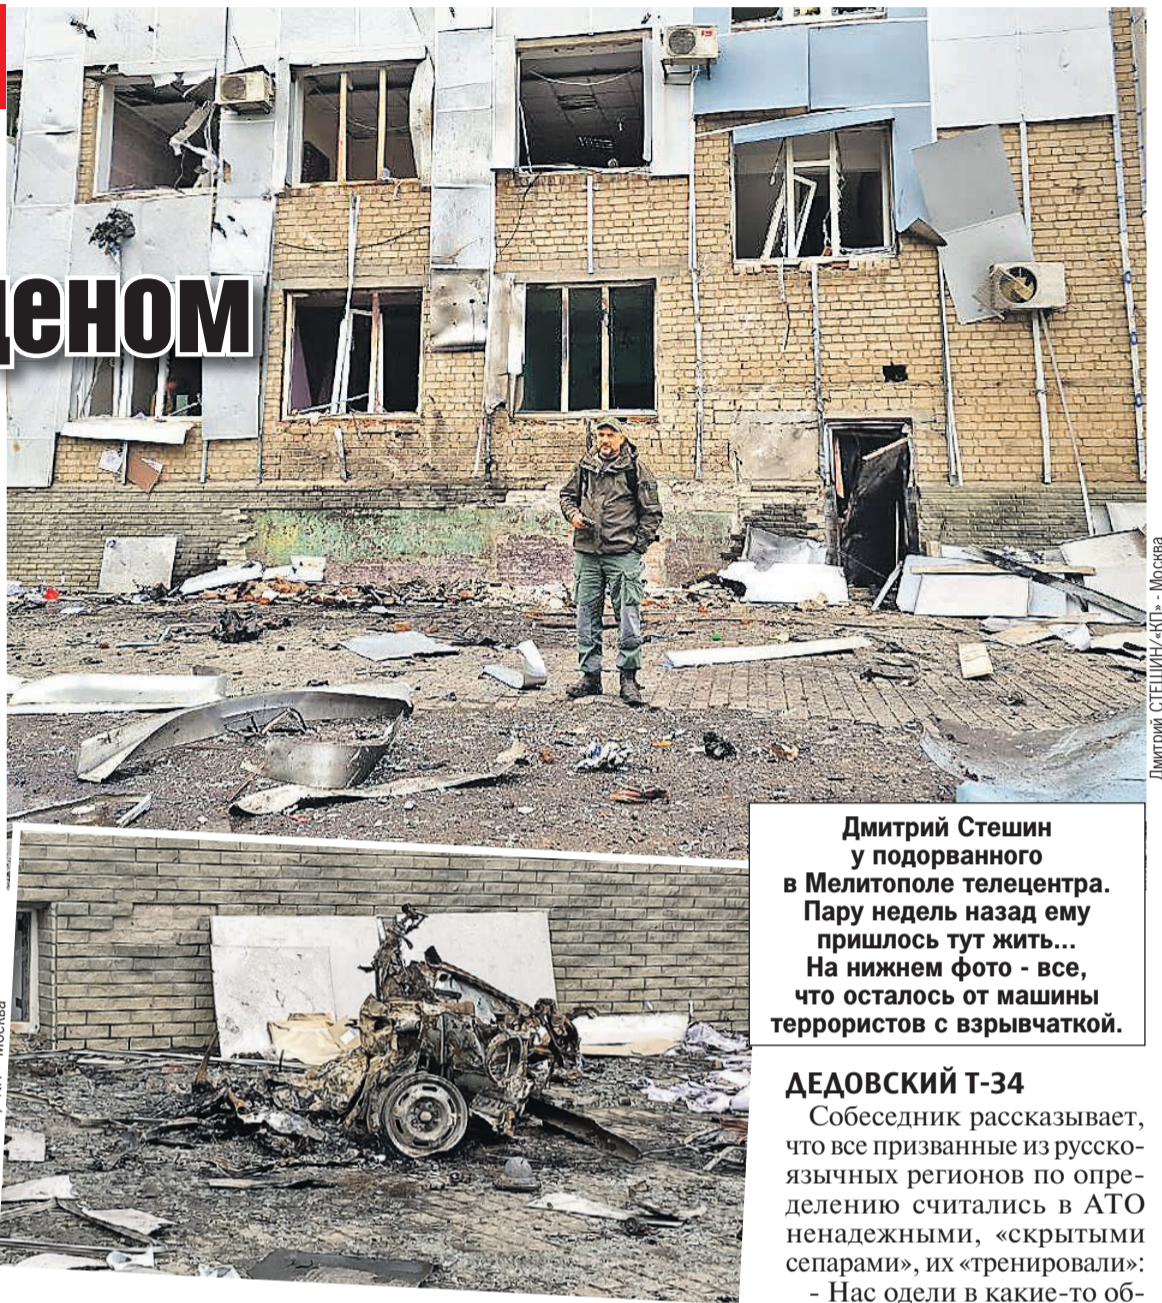 деном
Дмитрий СТЕШИН/«КП» - Москва
Дмитрий Стешин
у подорванного
в Мелитополе телецентра.
Пару недель назад ему
пришлось тут жить...
На нижнем фото - все,
что осталось от машины
террористов с взрывчаткой.
Москва
ДЕДОВСКИЙ Т-34
Собеседник рассказывает,
что все призванные из русско-
язычных регионов по опре-
делению считались в АТО
ненадежными, «скрытыми
сепарами», их «тренировали»:
- Нас одели в какие-то об-